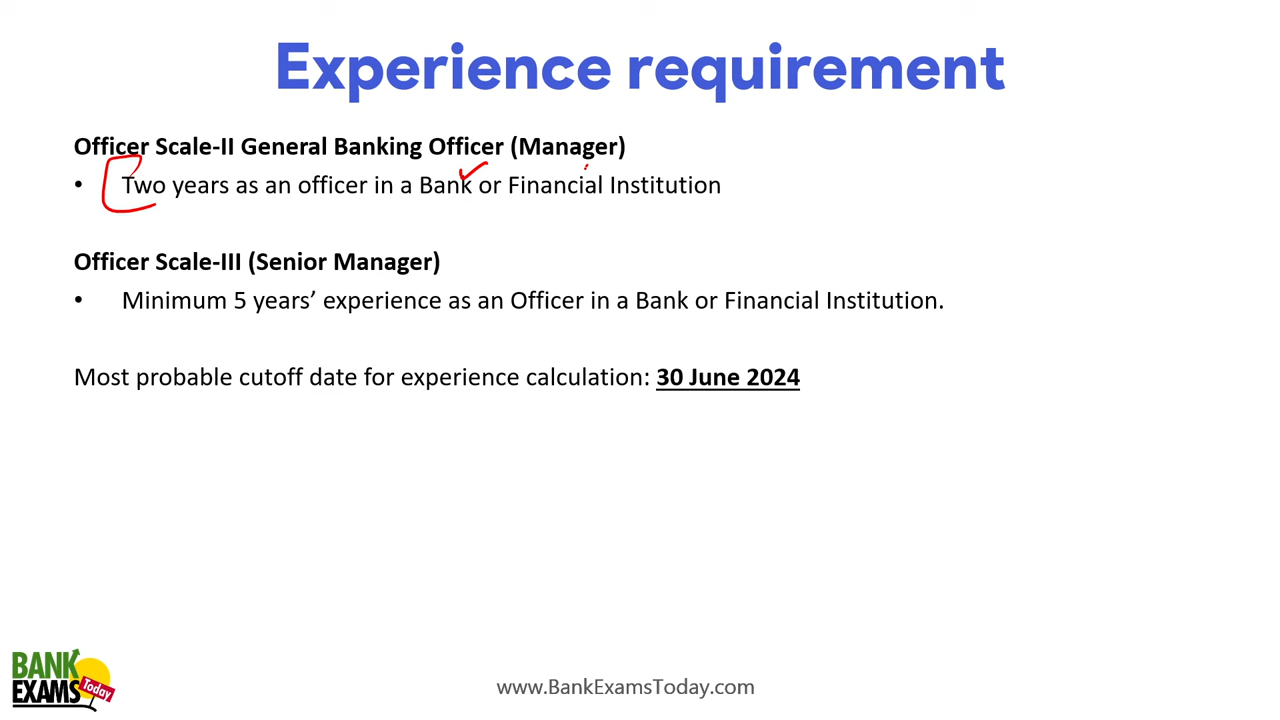 Experience requirement
Officer Scale-II General Banking Officer (Manager)
• Two years as an officer in a Bank or Financial Institution
Officer Scale-III (Senior Manager)
• Minimum 5 years’ experience as an Officer in a Bank or Financial Institution.
Most probable cutoff date for experience calculation: 30 June 2024
BANK
EXAMS
Today
www.BankExamsToday.com